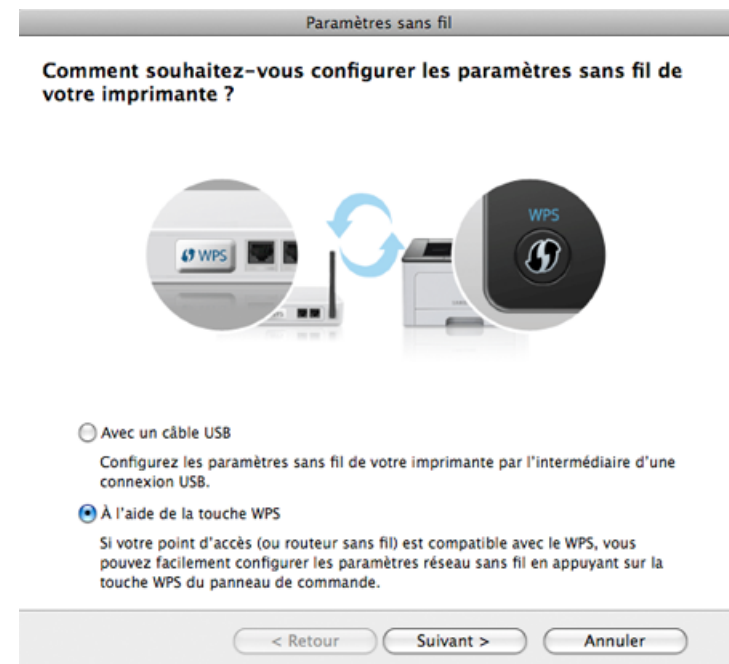 Paramètres sans fil
Comment souhaitez-vous configurer les paramètres sans fil de
votre imprimante ?
WPS
WPS
Avec un câble USB
Configurez les paramètres sans fil de votre imprimante par l'intermédiaire d'une
connexion USB.
À l'aide de la touche WPS
Si votre point d'accès (ou routeur sans fil) est compatible avec le WPS, vous
pouvez facilement configurer les paramètres réseau sans fil en appuyant sur la
touche WPS du panneau de commande.
< Retour
Suivant >
Annuler